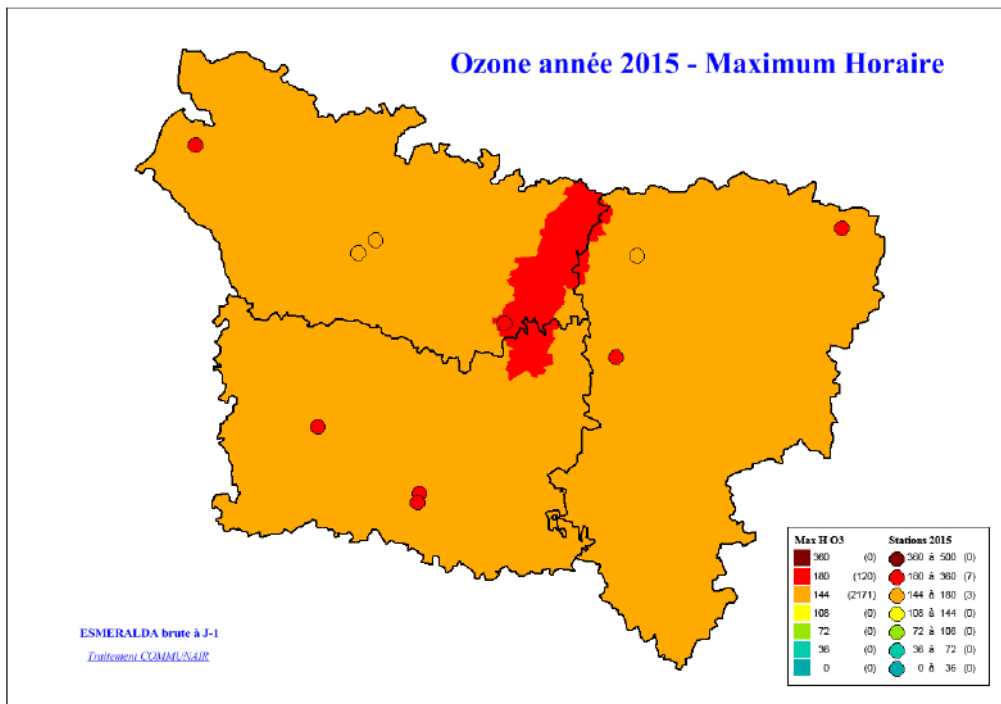 Ozone année 2015 - Maximum Horaire
Max H O3 Stations 2015
360 (0) 360 à 500 (0)
180 (120) 180 à 360 (7)
144 (2171) 144 à 180 (3)
108 (0) 108 à 144 (0)
72 (0) 72 à 108 (0)
36 (0) 36 à 72 (0)
0 (0) 0 à 36 (0)
ESMERALDA brute à J-1
Traitement COMMUNAIR